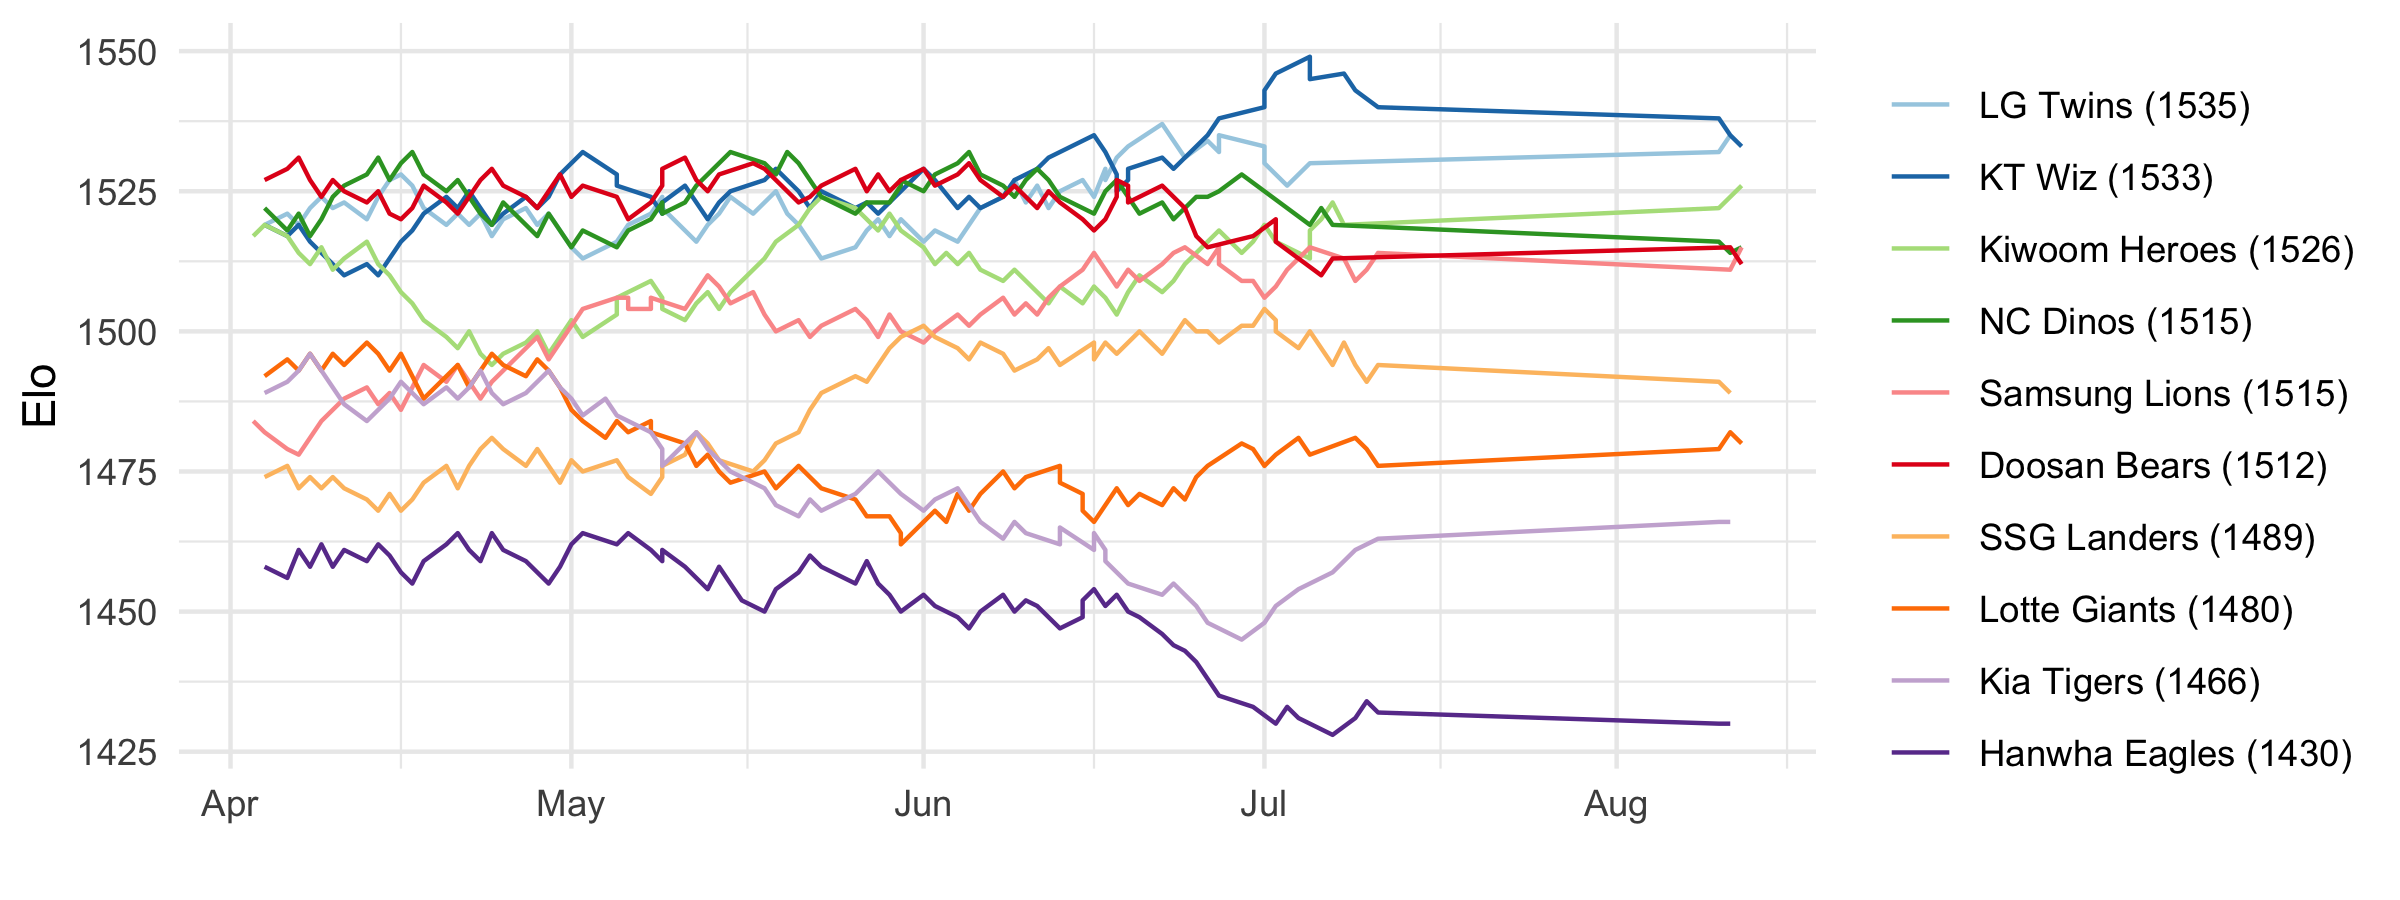 1550
1525
1500
1475
1450
1425
Elo
Apr May Jun Jul Aug
LG Twins (1535)
KT Wiz (1533)
Kiwoom Heroes (1526)
NC Dinos (1515)
Samsung Lions (1515)
Doosan Bears (1512)
SSG Landers (1489)
Lotte Giants (1480)
Kia Tigers (1466)
Hanwha Eagles (1430)